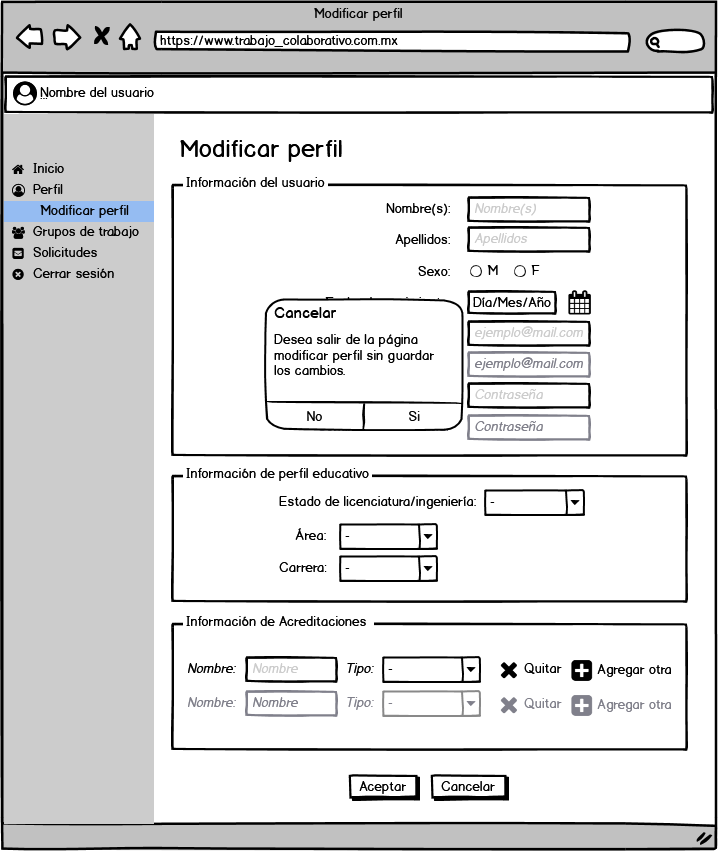 Modificar perfil
https://www.trabajo_colaborativo.com.mx
Nombre del usuario
Inicio
Perfil
Modificar perfil
Grupos de trabajo
Solicitudes
Cerrar sesión
Modificar perfil
Información del usuario
Nombre(s): Nombre(s)
Apellidos: Apellidos
Sexo: M F
Día/Mes/Año
ejemplo@mail.com
ejemplo@mail.com
Contraseña
Contraseña
Cancelar
Desea salir de la página
modificar perfil sin guardar
los cambios.
No Si
Información de perfil educativo
Estado de licenciatura/ingeniería: -
Área: -
Carrera: -
Información de Acreditaciones
Nombre: Nombre Tipo: - Quitar Agregar otra
Nombre: Nombre Tipo: - Quitar Agregar otra
Aceptar Cancelar